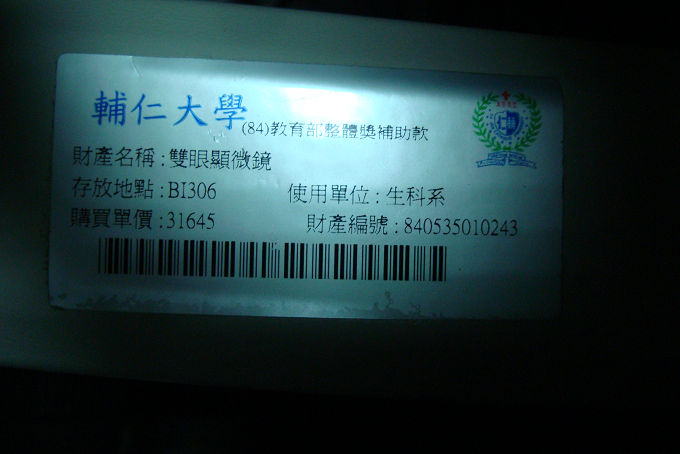 輔仁大學 (84)教育部整體獎補助款
財產名稱：雙眼顯微鏡
存放地點：BI306 使用單位：生科系
購買單價：31645 財產編號：840535010243